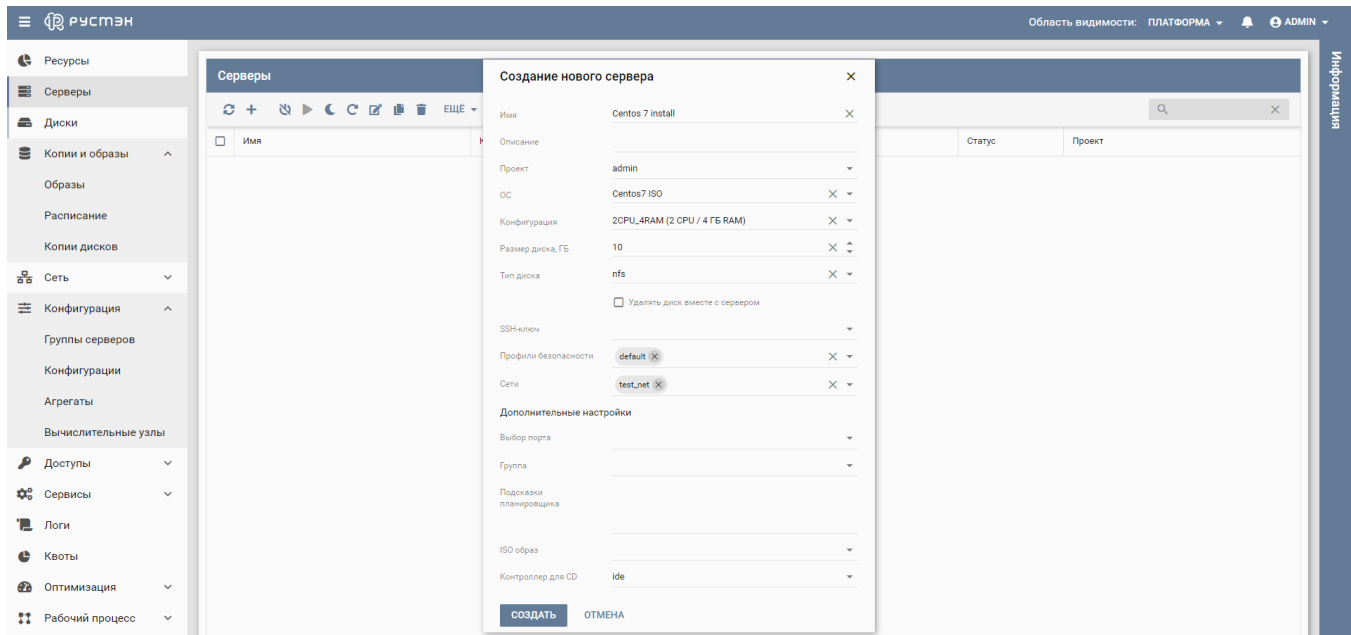 РУСТЭК
Область видимости: ПЛАТФОРМА
ADMIN
Ресурсы
Серверы
Диски
Копии и образы
Образы
Расписание
Копии дисков
Сеть
Конфигурация
Группы серверов
Конфигурации
Агрегаты
Вычислительные узлы
Доступы
Сервисы
Логи
Квоты
Оптимизация
Рабочий процесс
Серверы
ЕЩЁ
Имя
Статус
Проект
Создание нового сервера
Имя
Centos 7 install
Описание
Проект
admin
ОС
Centos7 ISO
Конфигурация
2CPU_4RAM (2 CPU / 4 ГБ RAM)
Размер диска, ГБ
10
Тип диска
nfs
Удалять диск вместе с сервером
SSH-ключ
Профили безопасности
default
Сети
test_net
Дополнительные настройки
Выбор порта
Группа
Подсказки
планировщика
ISO образ
Контроллер для CD
ide
СОЗДАТЬ
ОТМЕНА
Информация